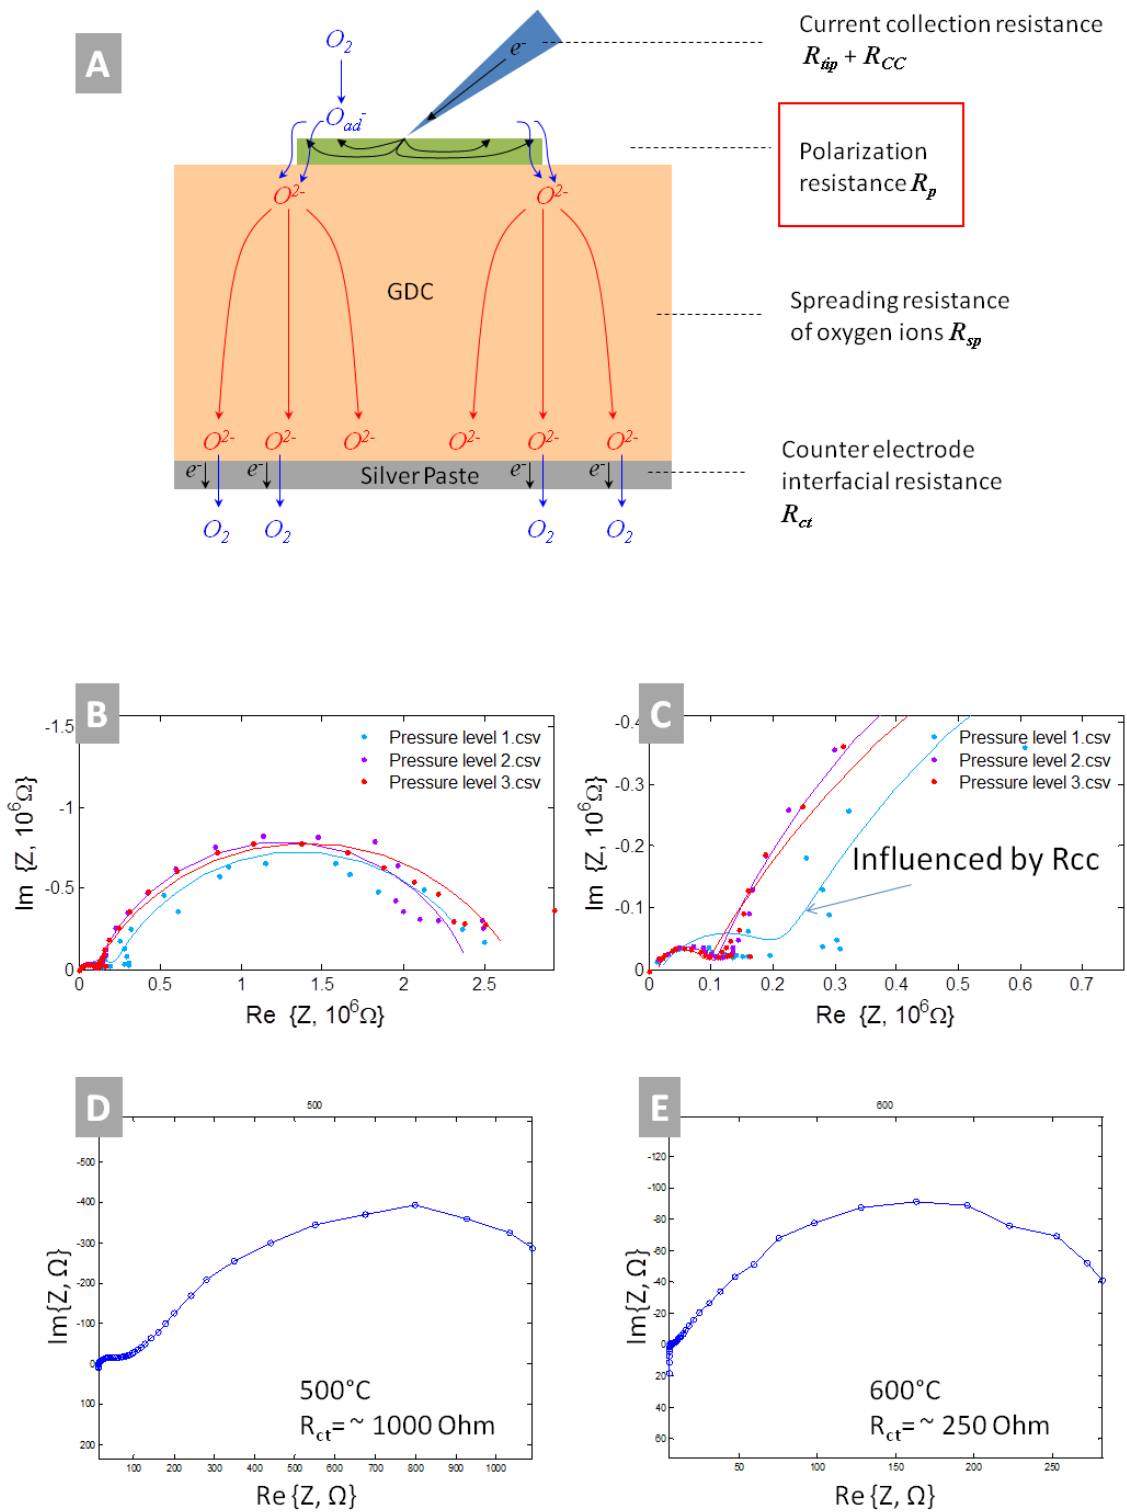 A
O2
e-
Oad-
Current collection resistance
Rtip + RCC
Polarization
resistance Rp
O2- O2-
GDC
Spreading resistance
of oxygen ions Rsp
O2- O2- O2- O2- O2- O2-
e- e- e- e-
Silver Paste
Counter electrode
interfacial resistance
Rct
O2 O2 O2 O2
B
-1.5
-1
-0.5
0
Im {Z, 10^6Ω}
Pressure level 1.csv
Pressure level 2.csv
Pressure level 3.csv
0 0.5 1 1.5 2 2.5
Re {Z, 10^6Ω}
C
-0.4
-0.3
-0.2
-0.1
0
Im {Z, 10^6Ω}
Pressure level 1.csv
Pressure level 2.csv
Pressure level 3.csv
Influenced by Rcc
0 0.1 0.2 0.3 0.4 0.5 0.6 0.7
Re {Z, 10^6Ω}
D
500
-500
-400
-300
-200
-100
0
100
200
Im{Z, Ω}
500°C
Rct= ~ 1000 Ohm
100 200 300 400 500 600 700 800 900 1000
Re{Z, Ω}
E
600
-120
-100
-80
-60
-40
-20
0
20
40
60
Im{Z, Ω}
600°C
Rct= ~ 250 Ohm
50 100 150 200 250
Re{Z, Ω}